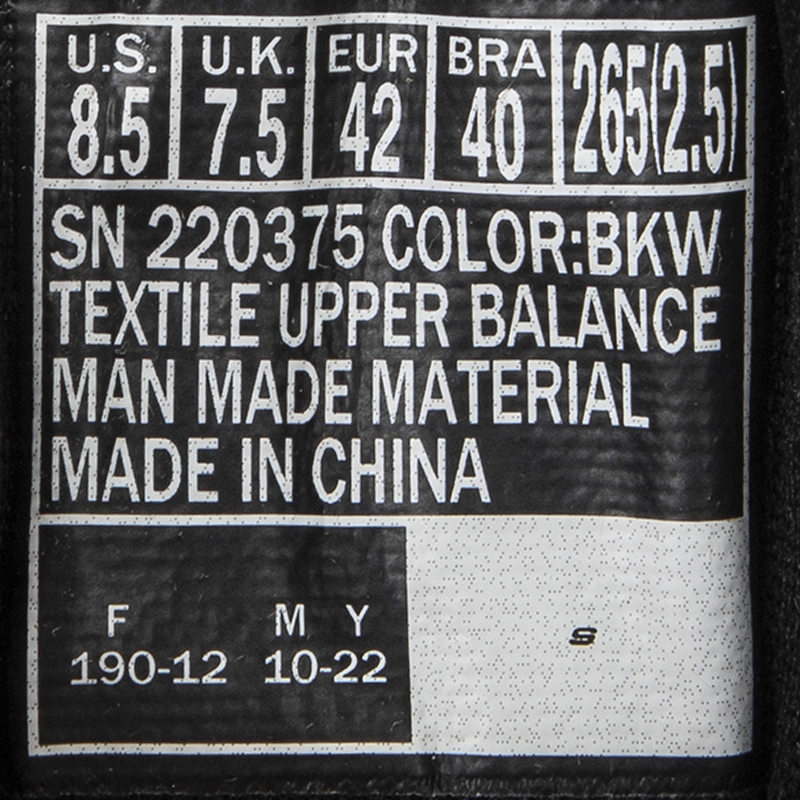 U.S. U.K. EUR BRA 265(2.5)
8.5 7.5 42 40
SN 220375 COLOR:BKW
TEXTILE UPPER BALANCE
MAN MADE MATERIAL
MADE IN CHINA
F M Y
190-12 10-22
S